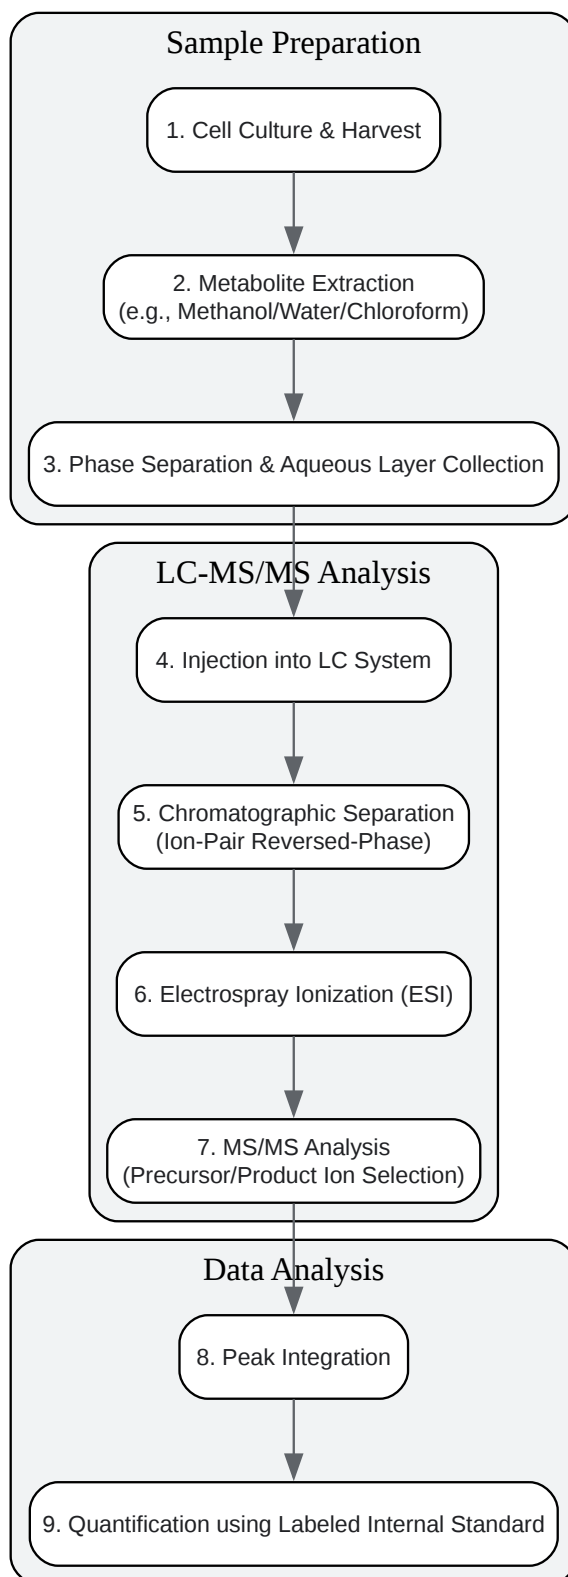 Sample Preparation
1. Cell Culture & Harvest
2. Metabolite Extraction
(e.g., Methanol/Water/Chloroform)
3. Phase Separation & Aqueous Layer Collection
LC-MS/MS Analysis
4. Injection into LC System
5. Chromatographic Separation
(Ion-Pair Reversed-Phase)
6. Electrospray Ionization (ESI)
7. MS/MS Analysis
(Precursor/Product Ion Selection)
Data Analysis
8. Peak Integration
9. Quantification using Labeled Internal Standard